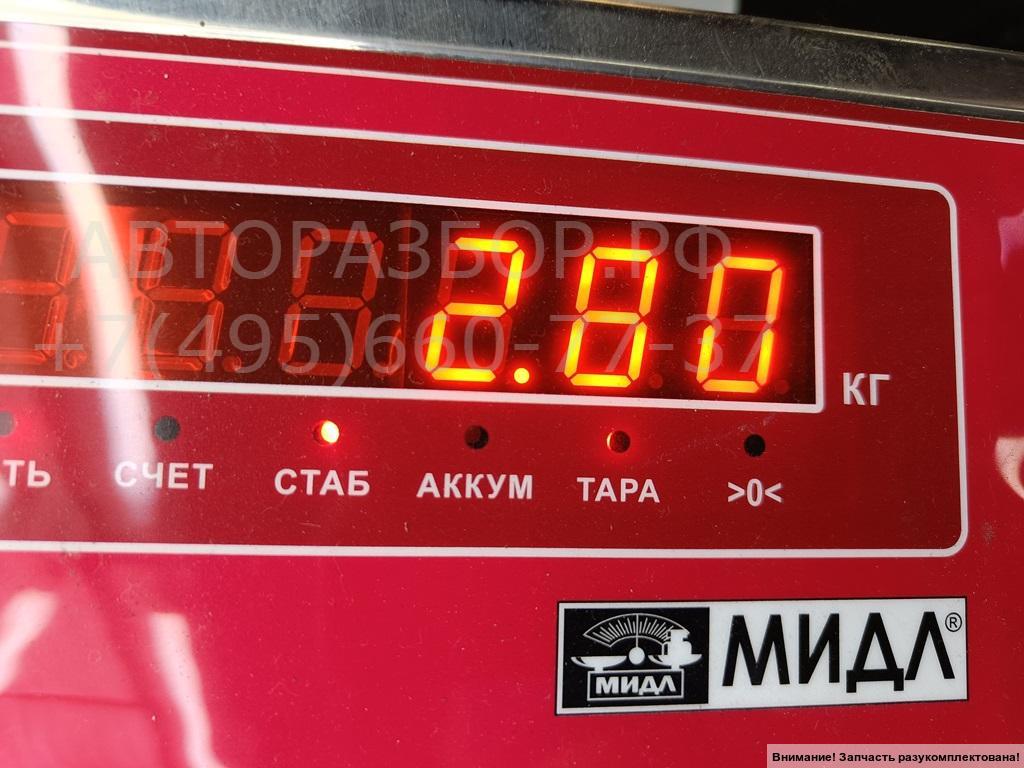 АВТОРАЗБОР.РФ
+7(495)660-77-37
2.80
КГ
ТЬ СЧЕТ СТАБ АККУМ ТАРА >0<
МИДЛ МИДЛ®
Внимание! Запчасть разукомплектована!